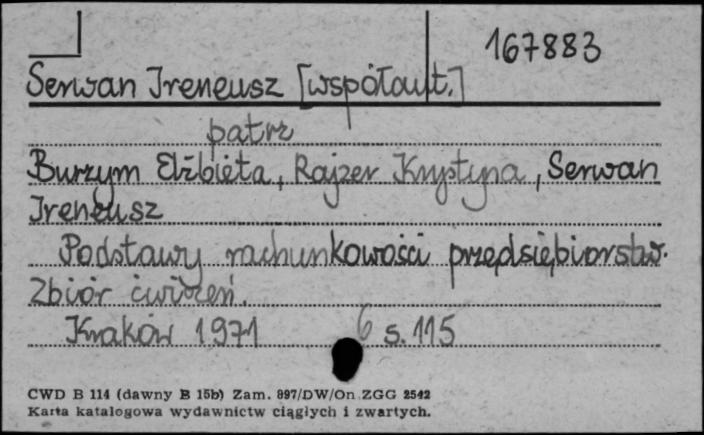 167883
Serwan Ireneusz [współaut.]
patrz
Burzym Elżbieta, Rajzer Krystyna, Serwan
Ireneusz
Podstawy rachunkowości przedsiębiorstw.
Zbiór ćwiczeń.
Kraków 1971 6 s. 115
CWD B 114 (dawny B 15b) Zam. 897/DW/On ZGG 2542
Karta katalogowa wydawnictw ciągłych i zwartych.